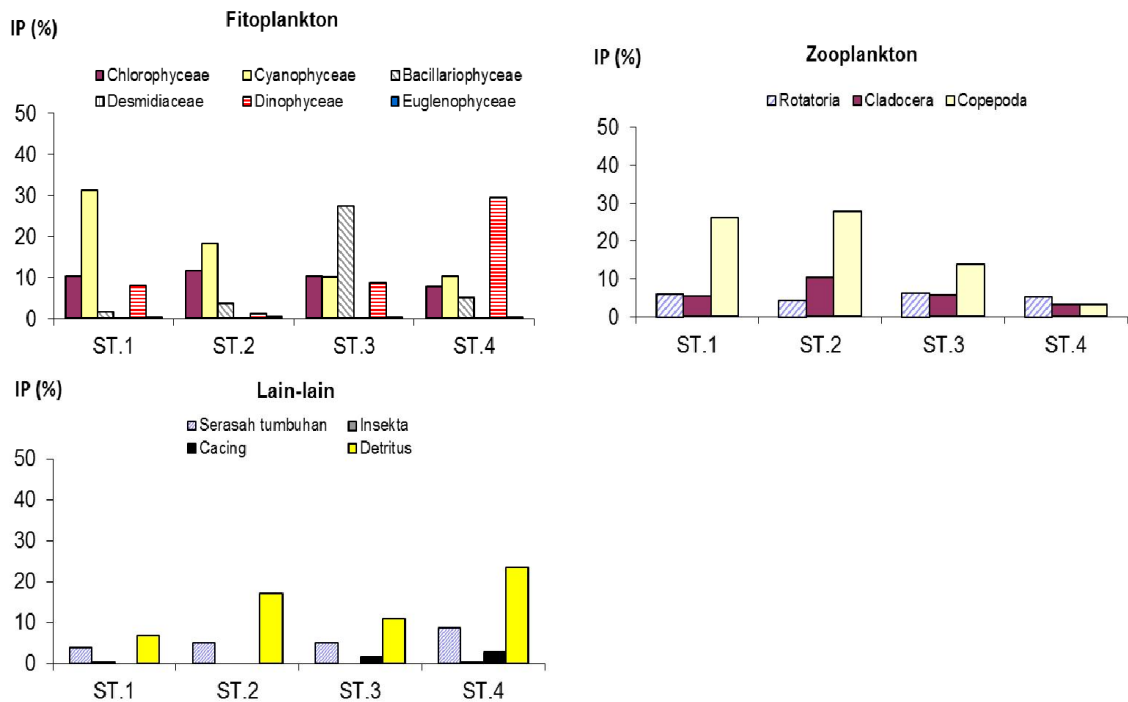 Fitoplankton
IP (%)
Chlorophyceae Cyanophyceae Bacillariophyceae
Desmidiaceae Dinophyceae Euglenophyceae
50
40
30
20
10
0
ST.1 ST.2 ST.3 ST.4
Zooplankton
IP (%)
Rotatoria Cladocera Copepoda
50
40
30
20
10
0
ST.1 ST.2 ST.3 ST.4
IP (%) Lain-lain
Serasah tumbuhan Insekta
Cacing Detritus
50
40
30
20
10
0
ST.1 ST.2 ST.3 ST.4